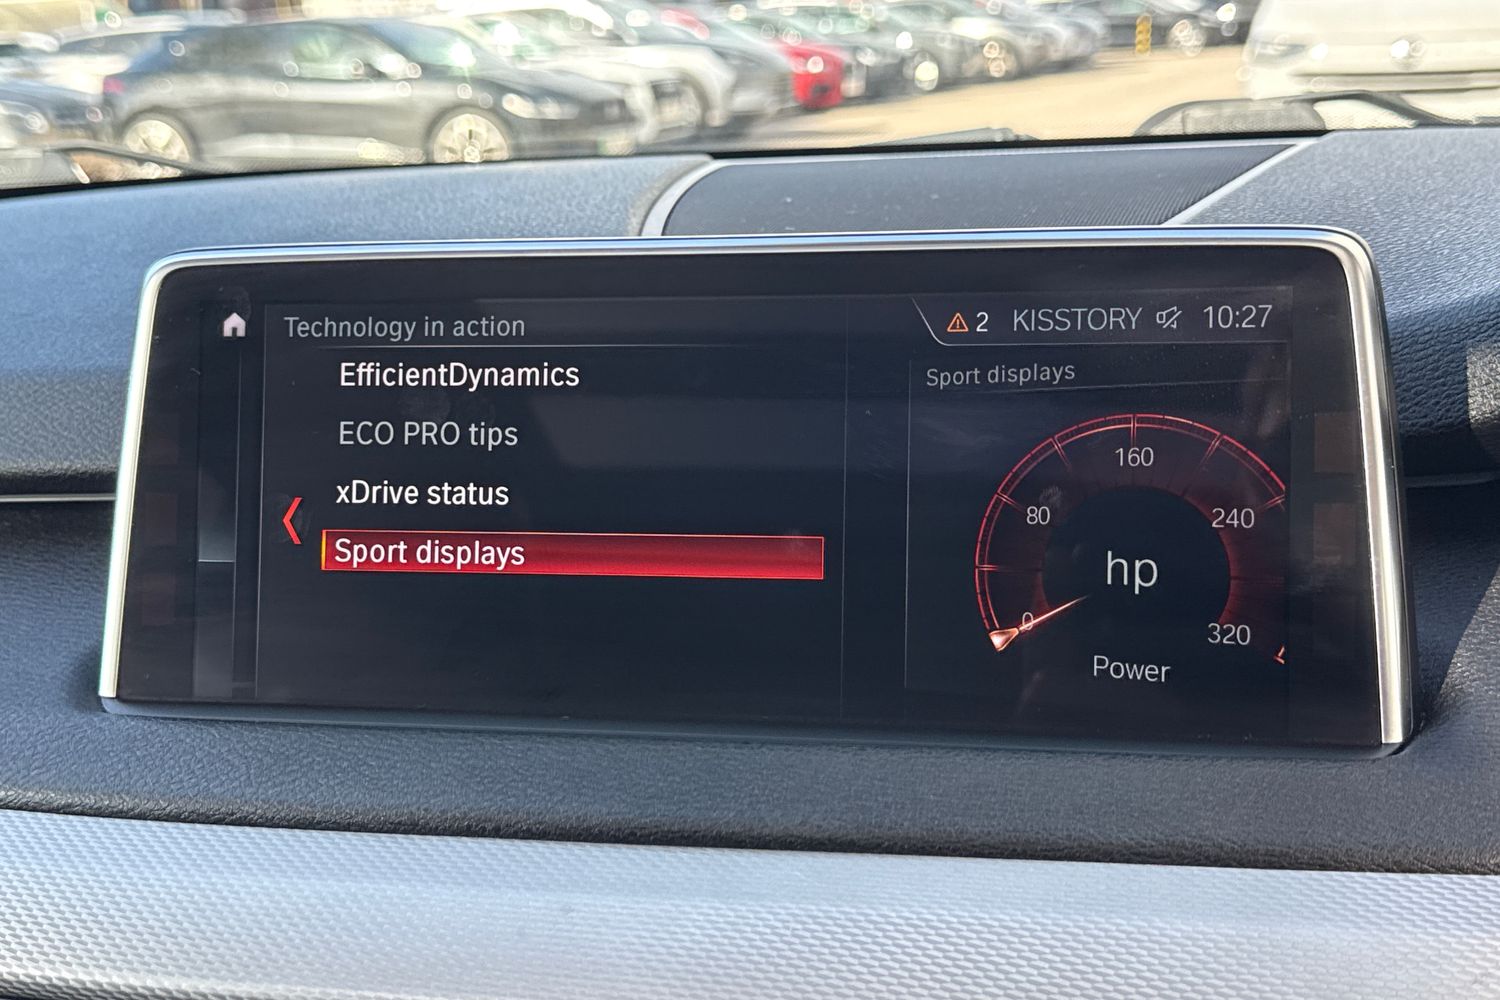 Technology in action
2 KISSTORY 10:27
EfficientDynamics
ECO PRO tips
xDrive status
Sport displays
Sport displays
160
80
240
hp
0
320
Power